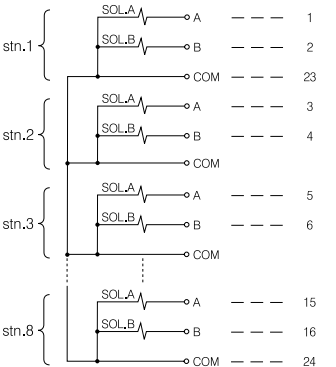 stn.1 SOL.A A — — — 1
SOL.B B — — — 2
COM — — — 23
stn.2 SOL.A A — — — 3
SOL.B B — — — 4
COM
stn.3 SOL.A A — — — 5
SOL.B B — — — 6
COM
stn.8 SOL.A A — — — 15
SOL.B B — — — 16
COM — — — 24